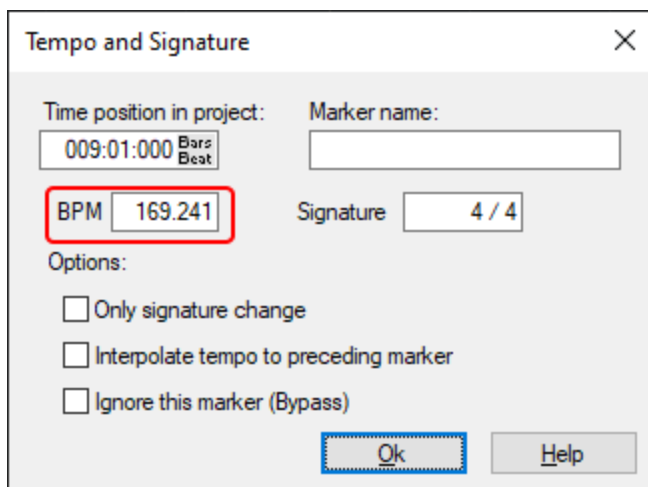 Tempo and Signature
Time position in project:
Marker name:
009:01:000 Bars Beat
BPM 169.241
Signature 4 / 4
Options:
Only signature change
Interpolate tempo to preceding marker
Ignore this marker (Bypass)
Ok
Help